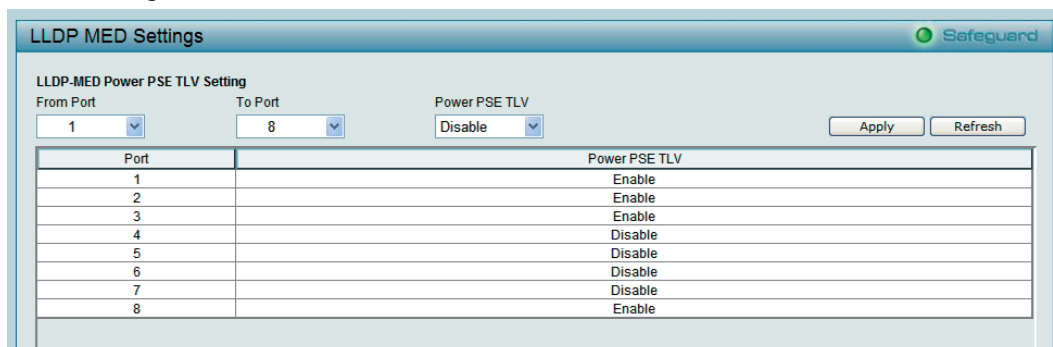 LLDP MED Settings Safeguard
LLDP-MED Power PSE TLV Setting
From Port To Port Power PSE TLV
1 8 Disable Apply Refresh
Port Power PSE TLV
1 Enable
2 Enable
3 Enable
4 Disable
5 Disable
6 Disable
7 Disable
8 Enable